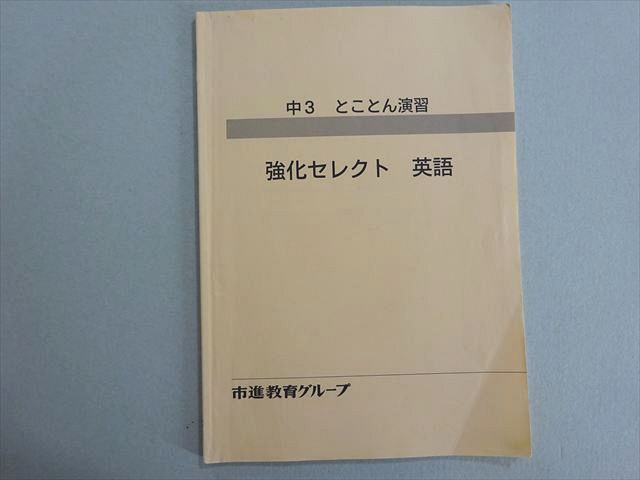 中3 とことん演習
強化セレクト 英語
市進教育グループ